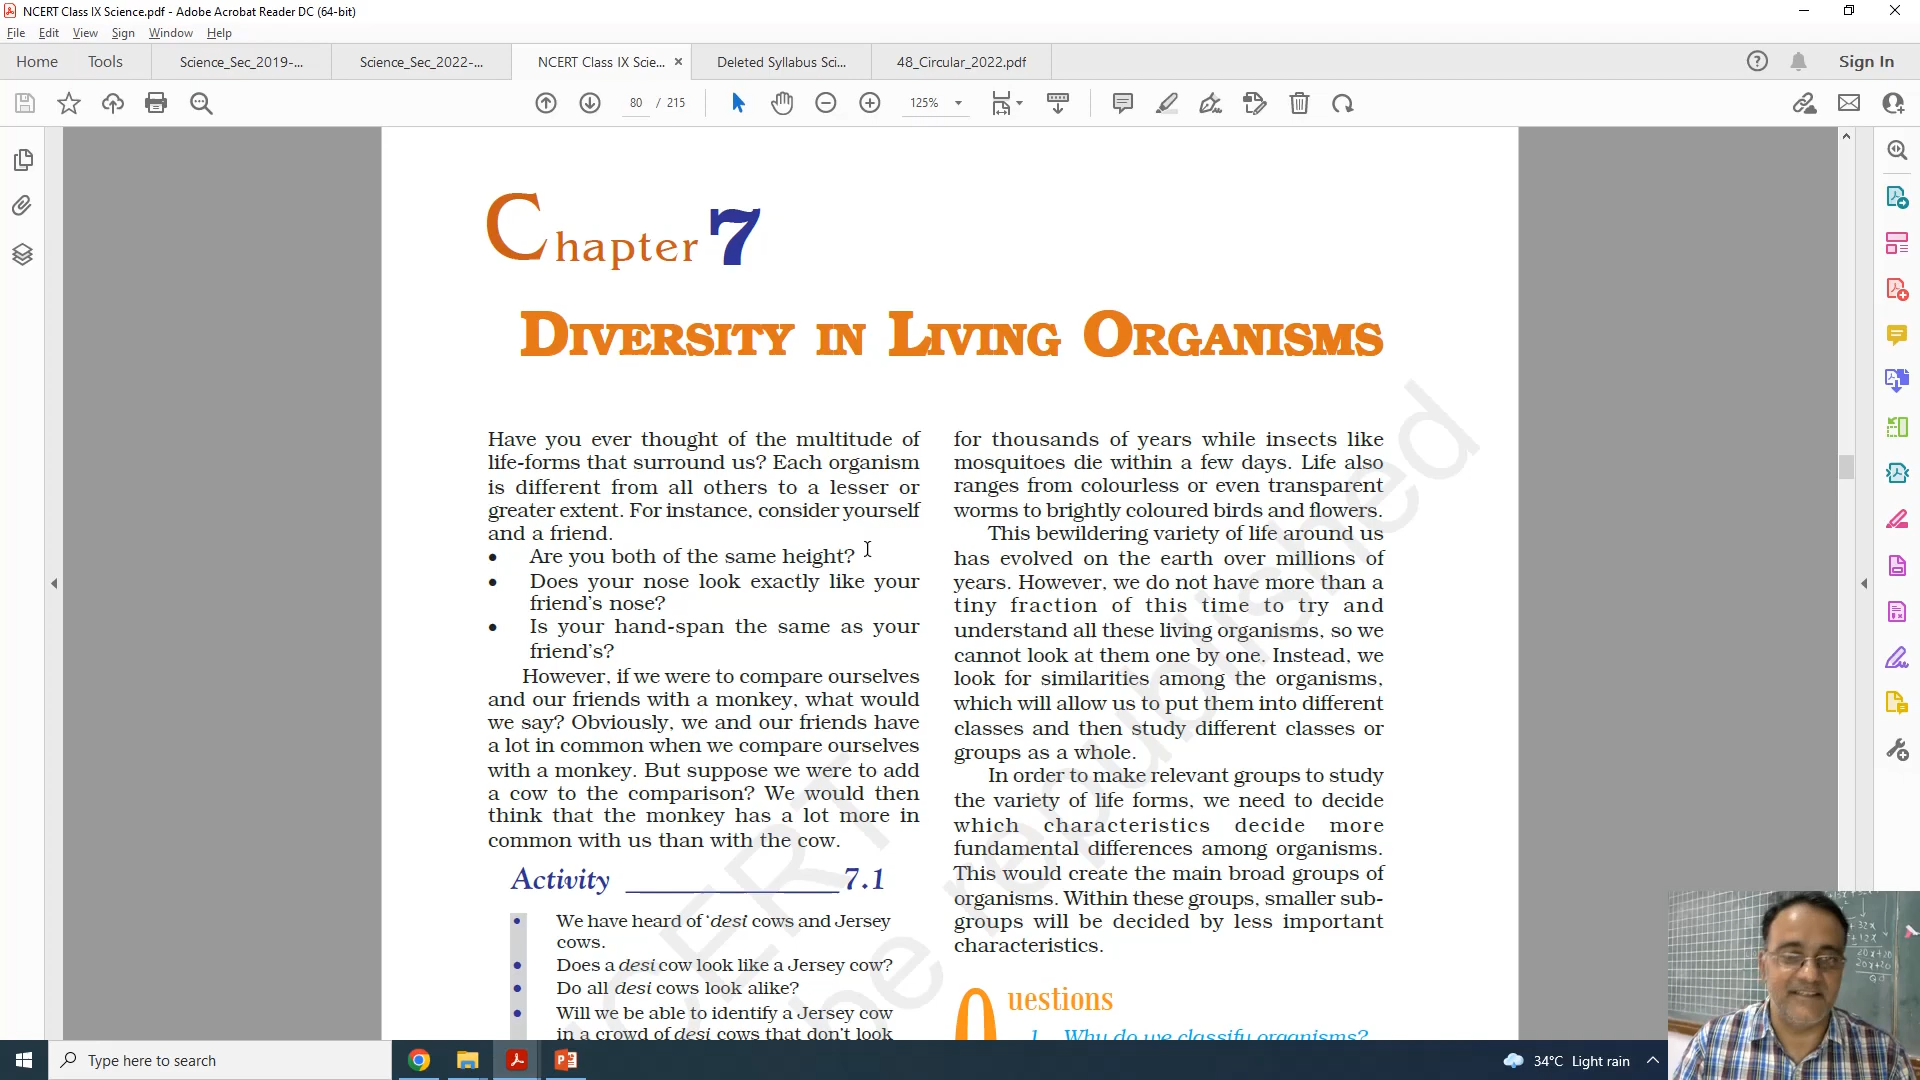 NCERT Class IX Science.pdf - Adobe Acrobat Reader DC (64-bit)
File Edit View Sign Window Help
Home Tools Science_Sec_2019-... Science_Sec_2022-... NCERT Class IX Scie... × Deleted Syllabus Sci... 48_Circular_2022.pdf Sign In
80 / 215 125%
Chapter 7
DIVERSITY IN LIVING ORGANISMS
Have you ever thought of the multitude of
life-forms that surround us? Each organism
is different from all others to a lesser or
greater extent. For instance, consider yourself
and a friend.
• Are you both of the same height?
• Does your nose look exactly like your
friend's nose?
• Is your hand-span the same as your
friend's?
However, if we were to compare ourselves
and our friends with a monkey, what would
we say? Obviously, we and our friends have
a lot in common when we compare ourselves
with a monkey. But suppose we were to add
a cow to the comparison? We would then
think that the monkey has a lot more in
common with us than with the cow.
Activity 7.1
• We have heard of 'desi cows and Jersey
cows.
• Does a desi cow look like a Jersey cow?
• Do all desi cows look alike?
• Will we be able to identify a Jersey cow
in a crowd of desi cows that don't look
for thousands of years while insects like
mosquitoes die within a few days. Life also
ranges from colourless or even transparent
worms to brightly coloured birds and flowers.
This bewildering variety of life around us
has evolved on the earth over millions of
years. However, we do not have more than a
tiny fraction of this time to try and
understand all these living organisms, so we
cannot look at them one by one. Instead, we
look for similarities among the organisms,
which will allow us to put them into different
classes and then study different classes or
groups as a whole.
In order to make relevant groups to study
the variety of life forms, we need to decide
which characteristics decide more
fundamental differences among organisms.
This would create the main broad groups of
organisms. Within these groups, smaller sub-
groups will be decided by less important
characteristics.
Questions
1. Why do we classify organisms?
CERT
be republished
Type here to search
34°C Light rain